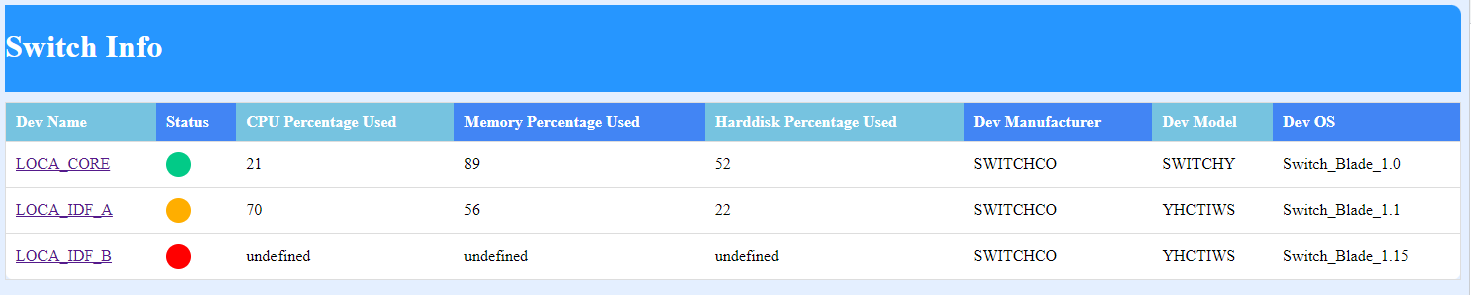 Switch Info
Dev Name Status CPU Percentage Used Memory Percentage Used Harddisk Percentage Used Dev Manufacturer Dev Model Dev OS
LOCA_CORE 21 89 52 SWITCHCO SWITCHY Switch_Blade_1.0
LOCA_IDF_A 70 56 22 SWITCHCO YHCTIWS Switch_Blade_1.1
LOCA_IDF_B undefined undefined undefined SWITCHCO YHCTIWS Switch_Blade_1.15